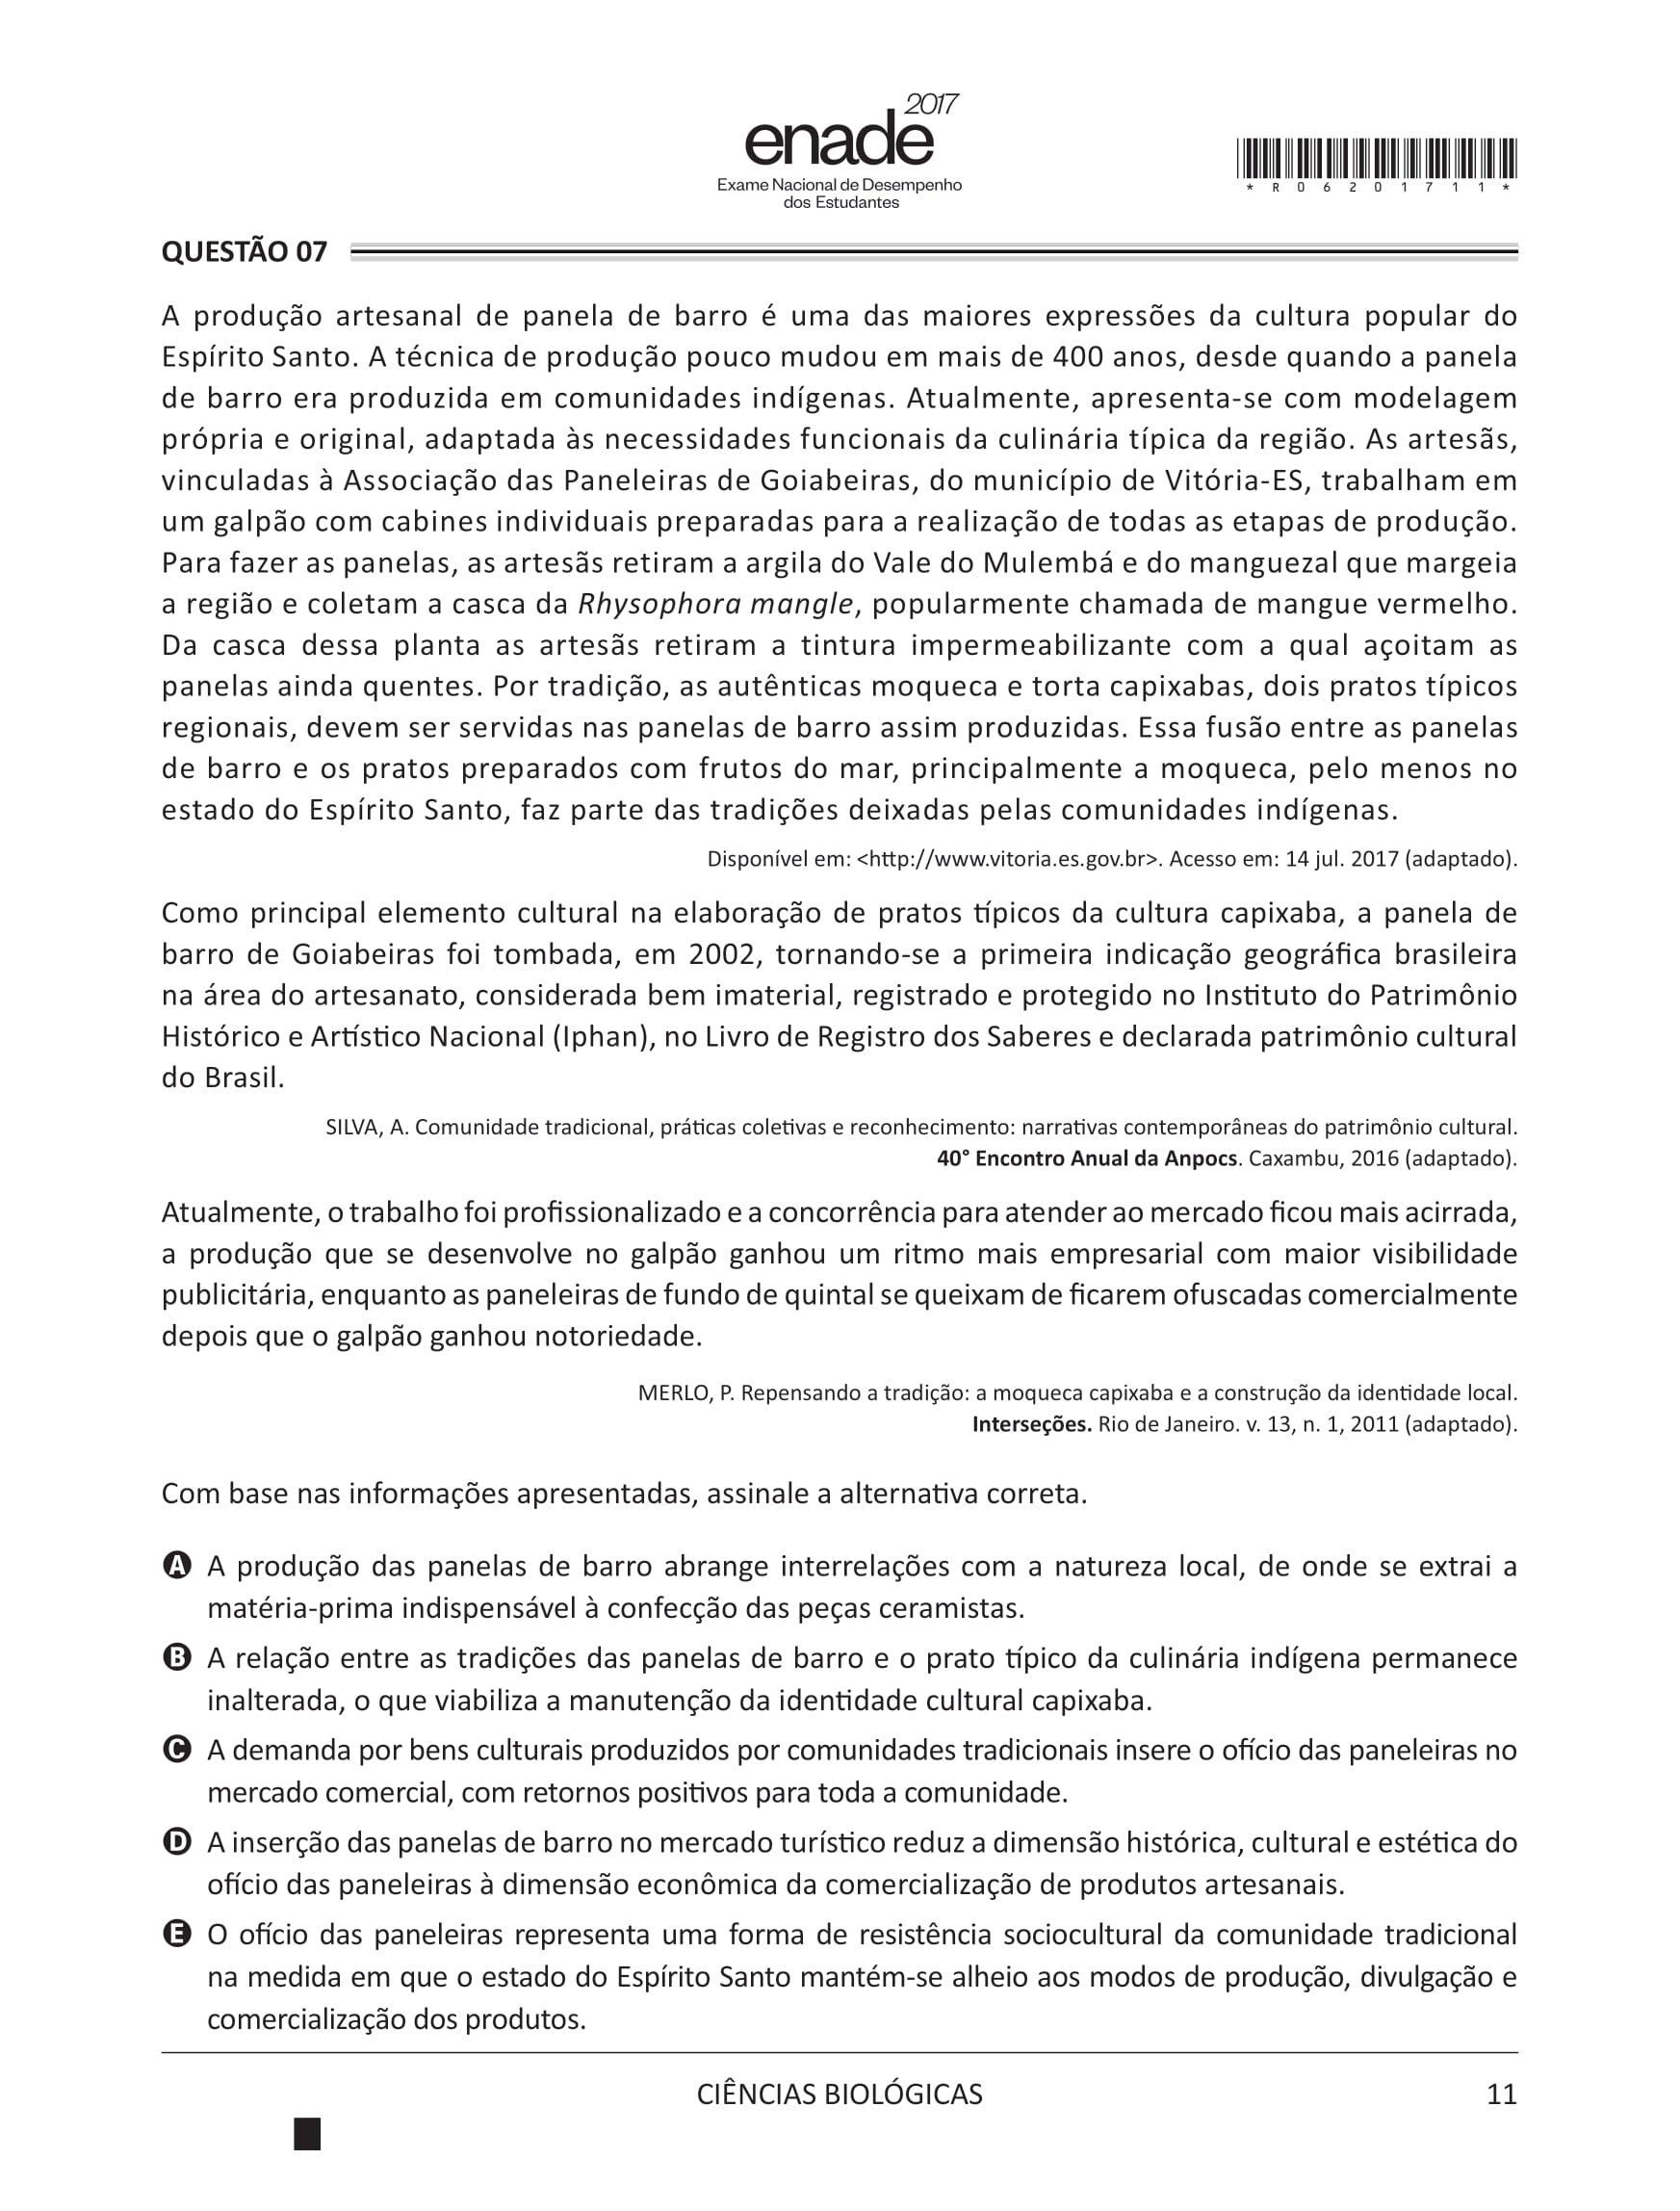 2017
enade
Exame Nacional de Desempenho
dos Estudantes
* R 0 6 2 0 1 7 1 1 *
QUESTÃO 07
A produção artesanal de panela de barro é uma das maiores expressões da cultura popular do
Espírito Santo. A técnica de produção pouco mudou em mais de 400 anos, desde quando a panela
de barro era produzida em comunidades indígenas. Atualmente, apresenta-se com modelagem
própria e original, adaptada às necessidades funcionais da culinária típica da região. As artesãs,
vinculadas à Associação das Paneleiras de Goiabeiras, do município de Vitória-ES, trabalham em
um galpão com cabines individuais preparadas para a realização de todas as etapas de produção.
Para fazer as panelas, as artesãs retiram a argila do Vale do Mulembá e do manguezal que margeia
a região e coletam a casca da Rhysophora mangle, popularmente chamada de mangue vermelho.
Da casca dessa planta as artesãs retiram a tintura impermeabilizante com a qual açoitam as
panelas ainda quentes. Por tradição, as autênticas moqueca e torta capixabas, dois pratos típicos
regionais, devem ser servidas nas panelas de barro assim produzidas. Essa fusão entre as panelas
de barro e os pratos preparados com frutos do mar, principalmente a moqueca, pelo menos no
estado do Espírito Santo, faz parte das tradições deixadas pelas comunidades indígenas.
Disponível em: <http://www.vitoria.es.gov.br>. Acesso em: 14 jul. 2017 (adaptado).
Como principal elemento cultural na elaboração de pratos típicos da cultura capixaba, a panela de
barro de Goiabeiras foi tombada, em 2002, tornando-se a primeira indicação geográfica brasileira
na área do artesanato, considerada bem imaterial, registrado e protegido no Instituto do Patrimônio
Histórico e Artístico Nacional (Iphan), no Livro de Registro dos Saberes e declarada patrimônio cultural
do Brasil.
SILVA, A. Comunidade tradicional, práticas coletivas e reconhecimento: narrativas contemporâneas do patrimônio cultural.
40° Encontro Anual da Anpocs. Caxambu, 2016 (adaptado).
Atualmente, o trabalho foi profissionalizado e a concorrência para atender ao mercado ficou mais acirrada,
a produção que se desenvolve no galpão ganhou um ritmo mais empresarial com maior visibilidade
publicitária, enquanto as paneleiras de fundo de quintal se queixam de ficarem ofuscadas comercialmente
depois que o galpão ganhou notoriedade.
MERLO, P. Repensando a tradição: a moqueca capixaba e a construção da identidade local.
Interseções. Rio de Janeiro. v. 13, n. 1, 2011 (adaptado).
Com base nas informações apresentadas, assinale a alternativa correta.
A A produção das panelas de barro abrange interrelações com a natureza local, de onde se extrai a
matéria-prima indispensável à confecção das peças ceramistas.
B A relação entre as tradições das panelas de barro e o prato típico da culinária indígena permanece
inalterada, o que viabiliza a manutenção da identidade cultural capixaba.
C A demanda por bens culturais produzidos por comunidades tradicionais insere o ofício das paneleiras no
mercado comercial, com retornos positivos para toda a comunidade.
D A inserção das panelas de barro no mercado turístico reduz a dimensão histórica, cultural e estética do
ofício das paneleiras à dimensão econômica da comercialização de produtos artesanais.
E O ofício das paneleiras representa uma forma de resistência sociocultural da comunidade tradicional
na medida em que o estado do Espírito Santo mantém-se alheio aos modos de produção, divulgação e
comercialização dos produtos.
CIÊNCIAS BIOLÓGICAS
11